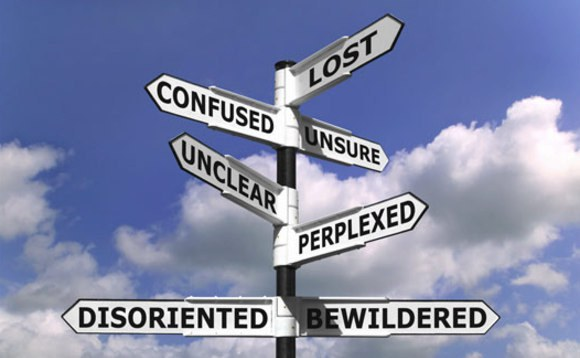 LOST
CONFUSED
UNSURE
UNCLEAR
PERPLEXED
DISORIENTED
BEWILDERED